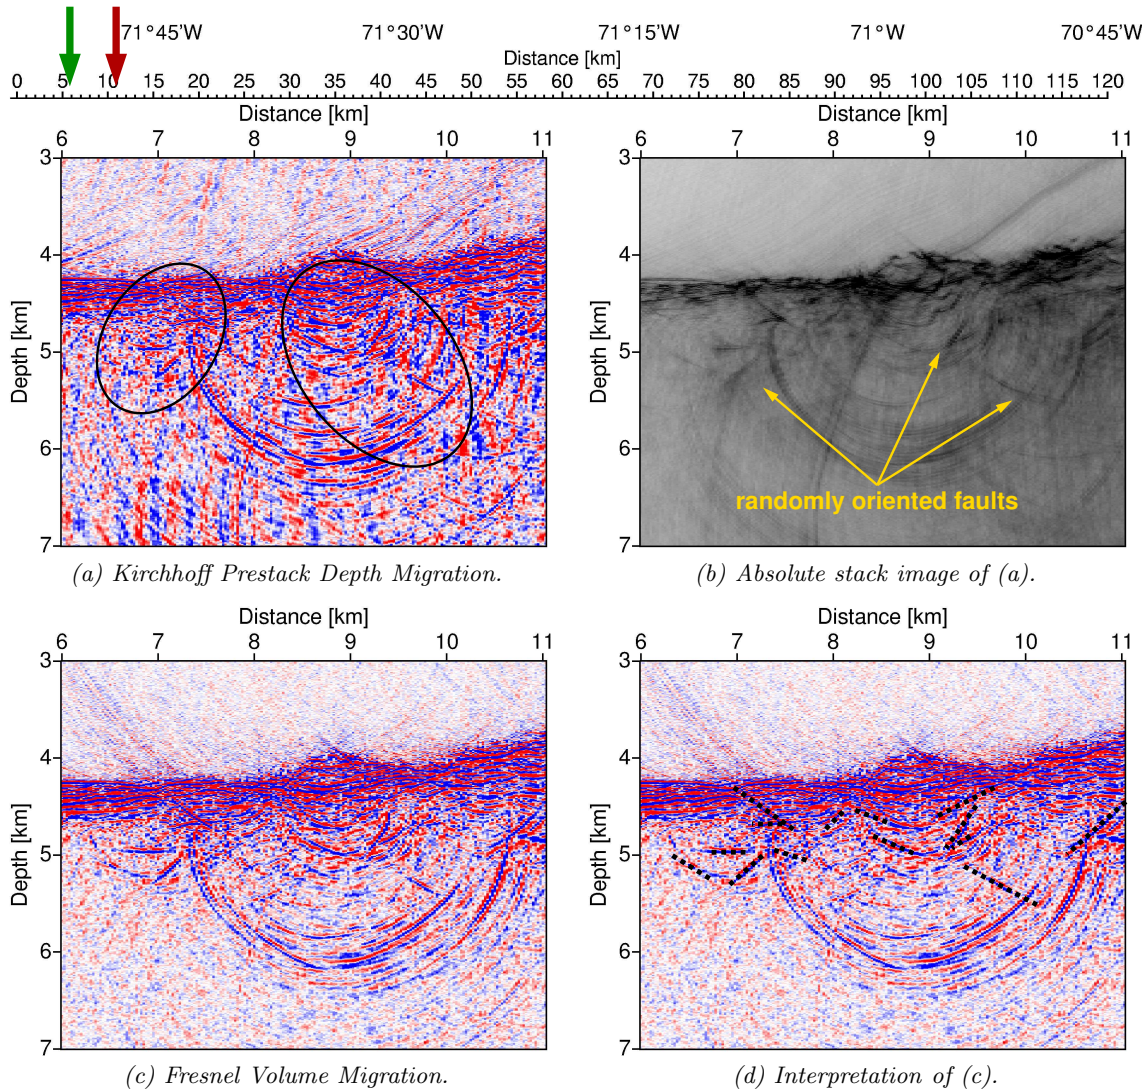 71°45'W 71°30'W 71°15'W 71°0'W 70°45'W
Distance [km]
0 5 10 15 20 25 30 35 40 45 50 55 60 65 70 75 80 85 90 95 100 105 110 115 120
Distance [km] Distance [km]
6 7 8 9 10 11 6 7 8 9 10 11
3 3
4 4
Depth [km] Depth [km]
5 5
6 6
randomly oriented faults
7 7
(a) Kirchhoff Prestack Depth Migration. (b) Absolute stack image of (a).
Distance [km] Distance [km]
6 7 8 9 10 11 6 7 8 9 10 11
3 3
4 4
Depth [km] Depth [km]
5 5
6 6
7 7
(c) Fresnel Volume Migration. (d) Interpretation of (c).